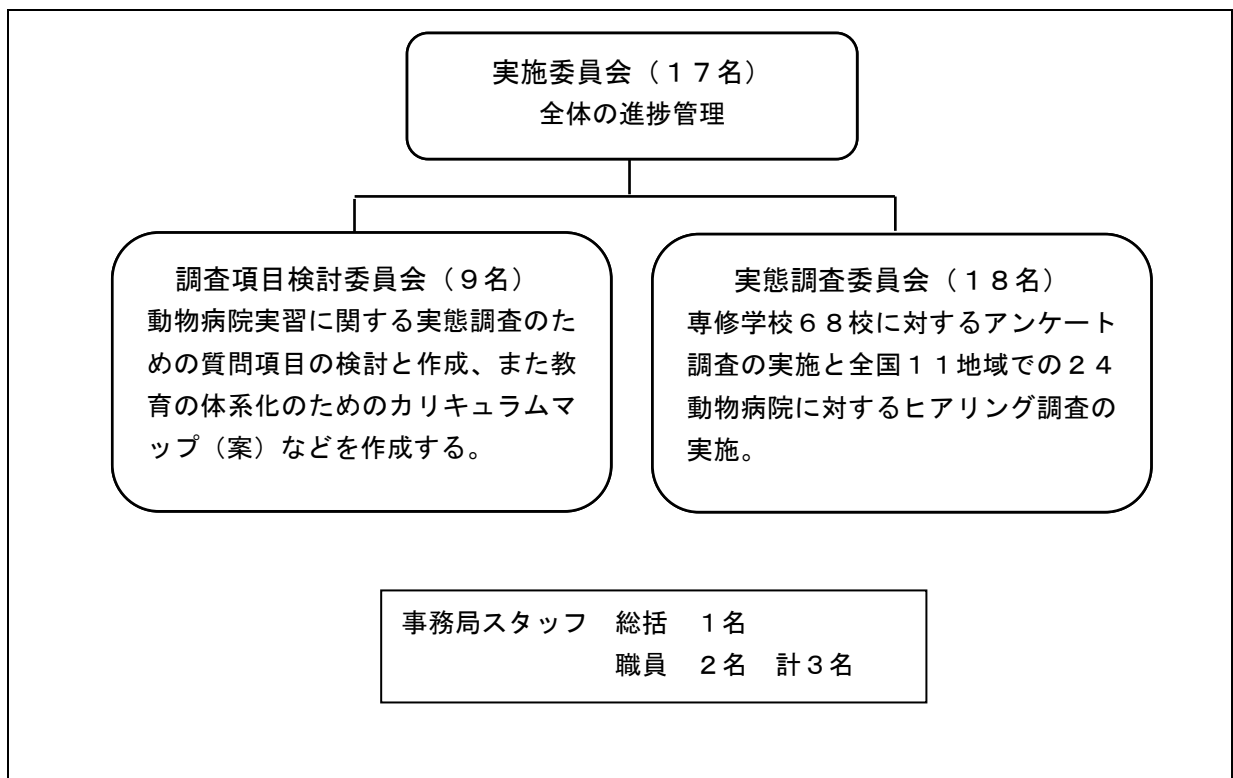 実施委員会（１７名）
全体の進捗管理
調査項目検討委員会（９名）
動物病院実習に関する実態調査のた
めの質問項目の検討と作成、また教
育の体系化のためのカリキュラムマ
ップ（案）などを作成する。
実態調査委員会（１８名）
専修学校６８校に対するアンケート
調査の実施と全国１１地域での２４
動物病院に対するヒアリング調査の
実施。
事務局スタッフ　総括　１名
職員　２名　計３名